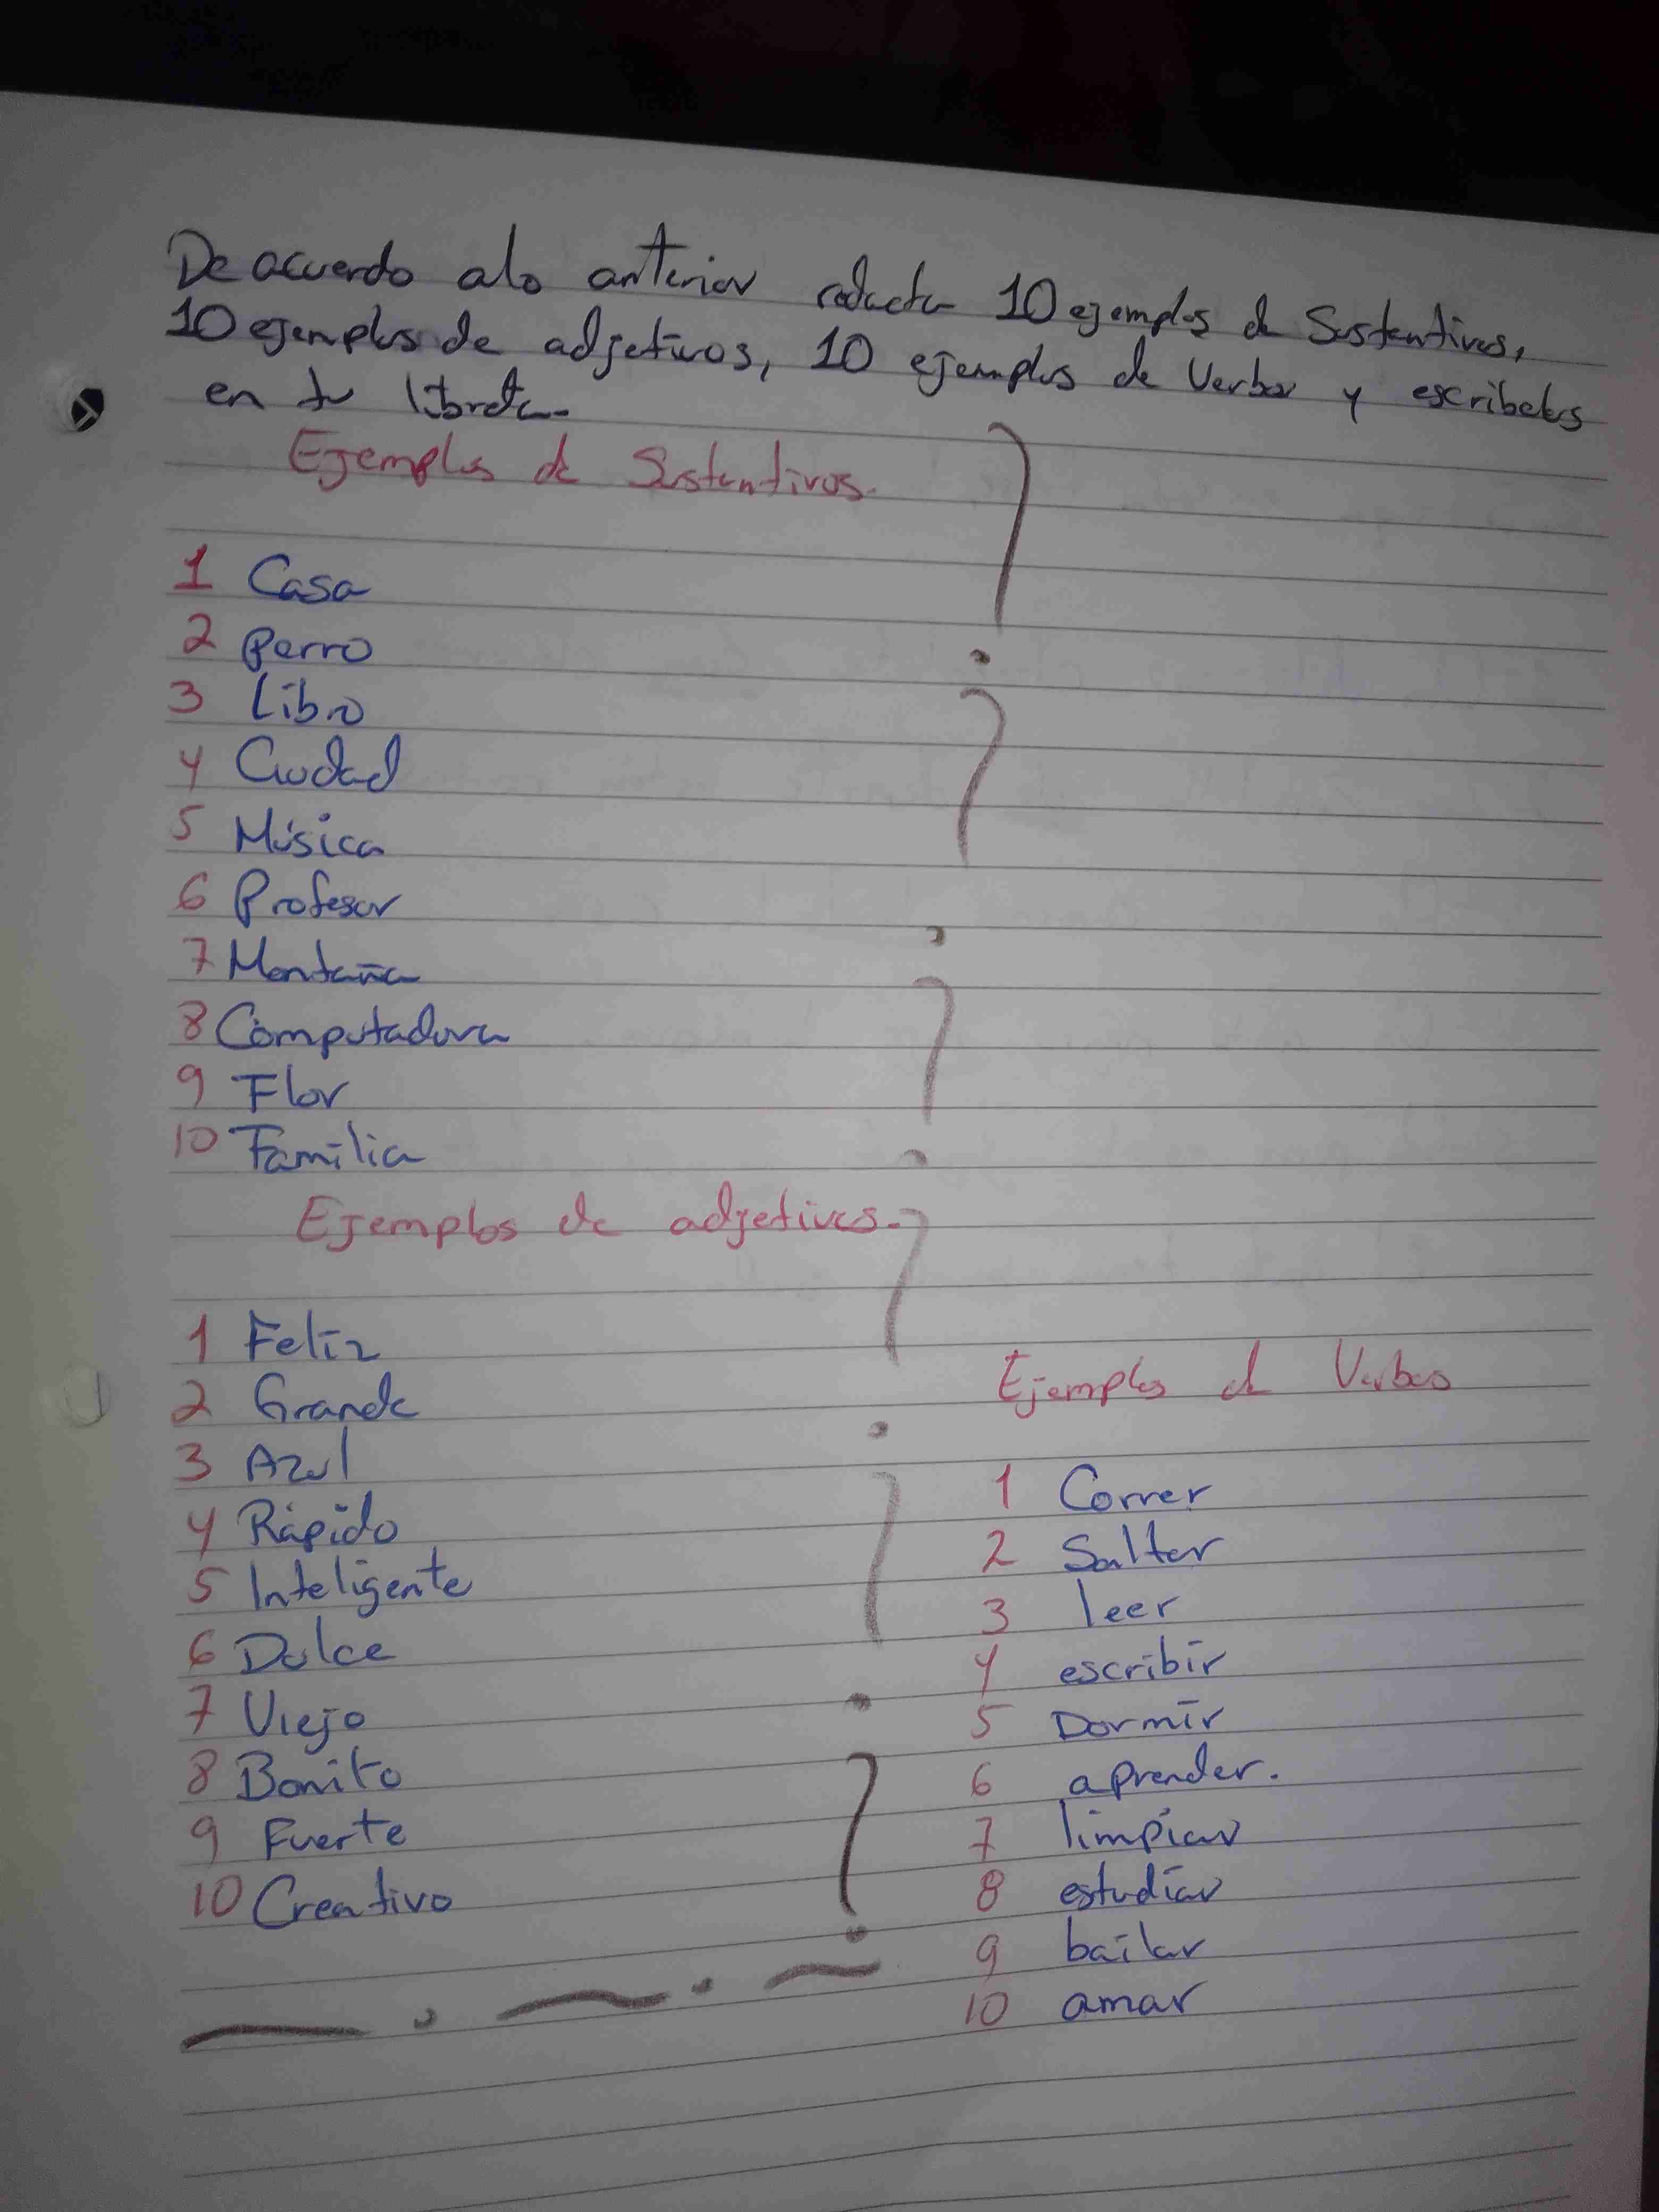 De acuerdo a lo anterior redacta 10 ejemplos de Sustantivos,
10 ejemplos de adjetivos, 10 ejemplos de Verbos y escribelos
en tu libreta.
Ejemplos de Sustantivos.
1 Casa
2 Perro
3 Libro
4 Ciudad
5 Música
6 Profesor
7 Montaña
8 Computadora
9 Flor
10 Familia
Ejemplos de adjetivos.
1 Feliz
2 Grande
3 Azul
4 Rápido
5 Inteligente
6 Dulce
7 Viejo
8 Bonito
9 Fuerte
10 Creativo
Ejemplos de Verbos
1 Correr
2 Saltar
3 leer
4 escribir
5 Dormir
6 aprender.
7 limpiar
8 estudiar
9 bailar
10 amar